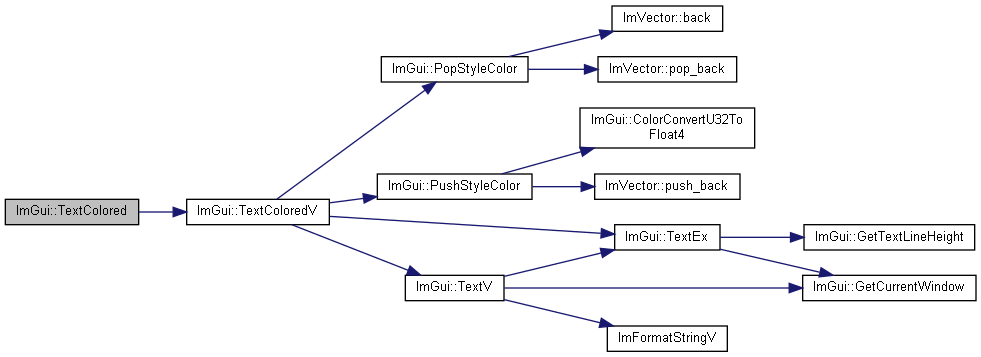 ImVector::back
ImGui::PopStyleColor
ImVector::pop_back
ImGui::ColorConvertU32To
Float4
ImGui::PushStyleColor
ImVector::push_back
ImGui::TextColored
ImGui::TextColoredV
ImGui::TextEx
ImGui::GetTextLineHeight
ImGui::TextV
ImGui::GetCurrentWindow
ImFormatStringV